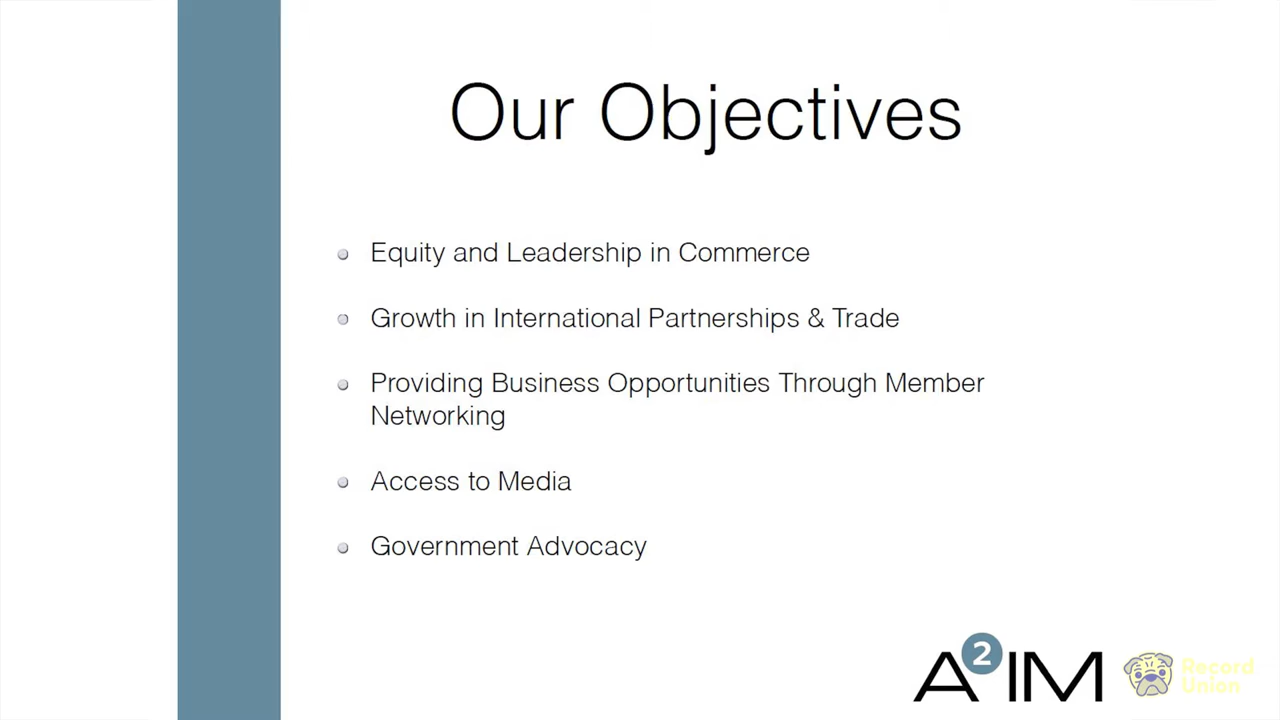 Our Objectives
Equity and Leadership in Commerce
Growth in International Partnerships & Trade
Providing Business Opportunities Through Member
Networking
Access to Media
Government Advocacy
A2IM
Record
Union